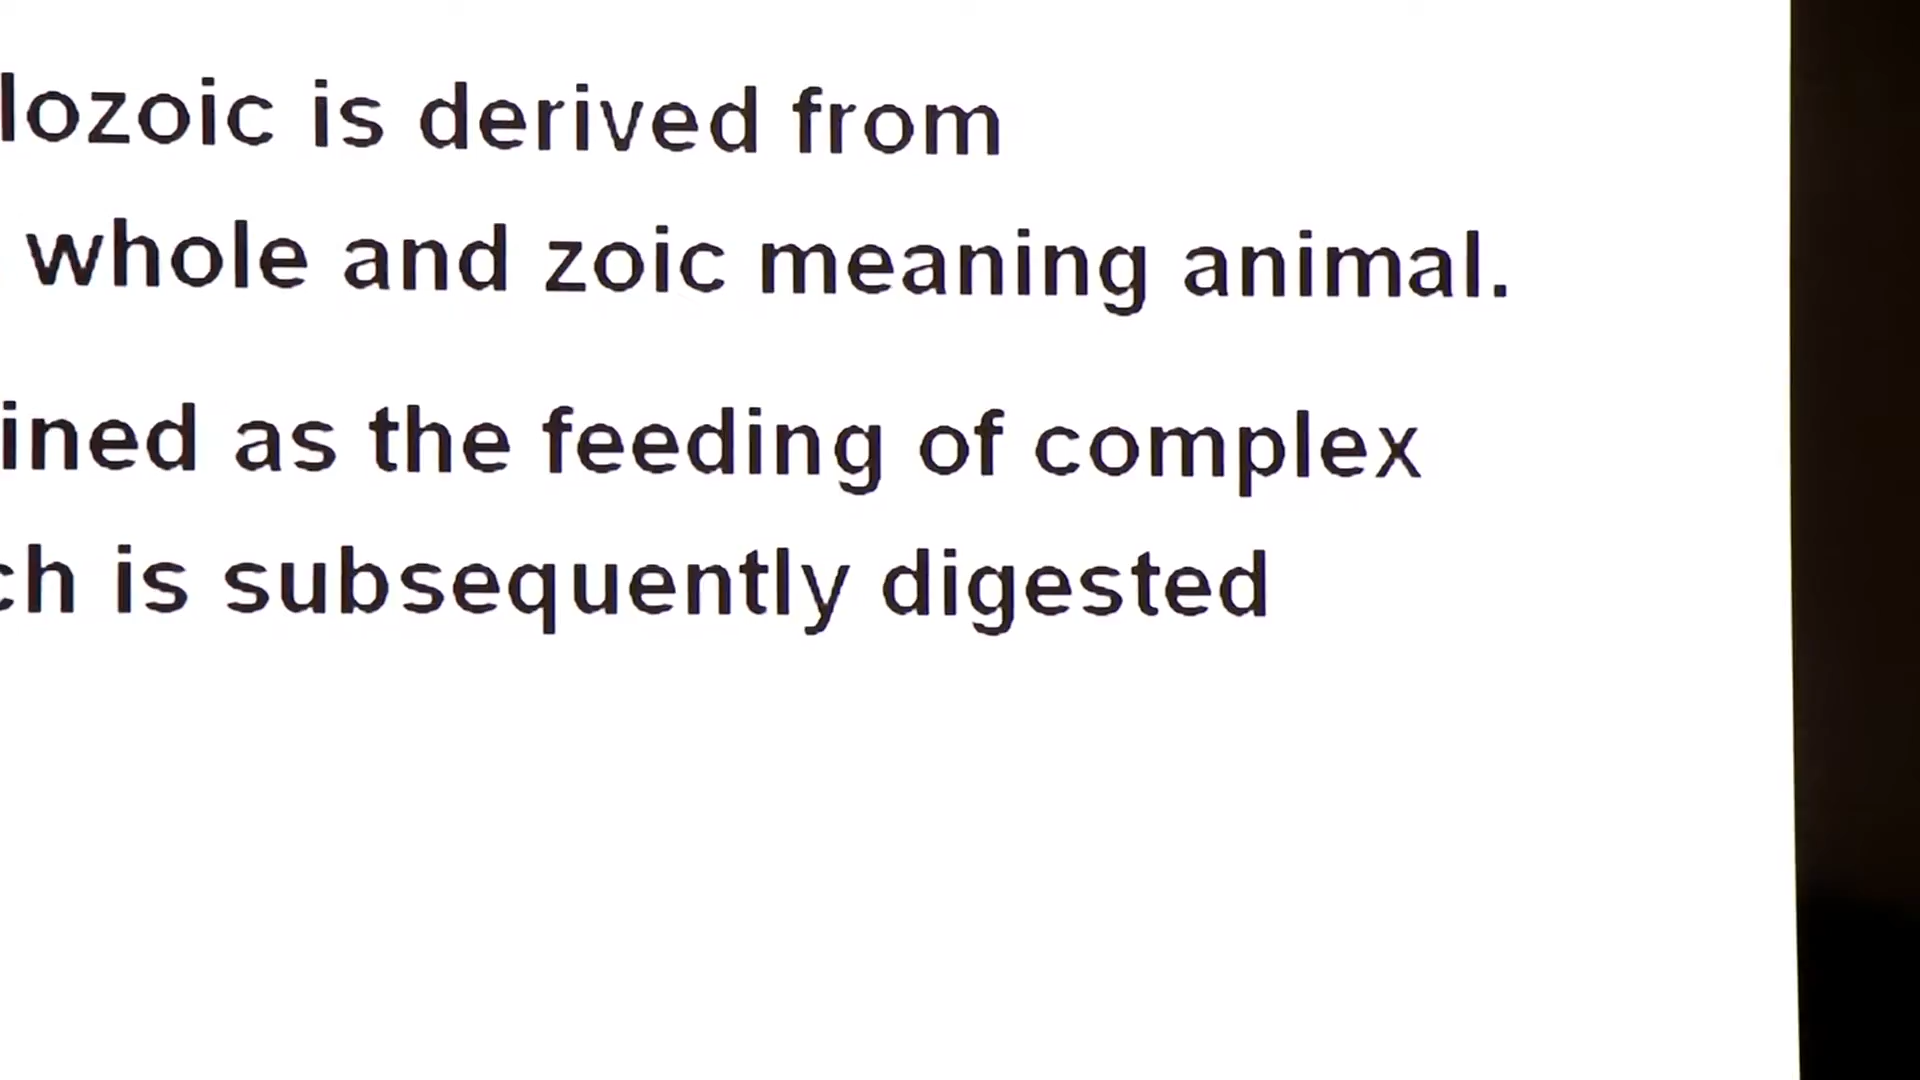 lozoic is derived from
whole and zoic meaning animal.
ined as the feeding of complex
ch is subsequently digested